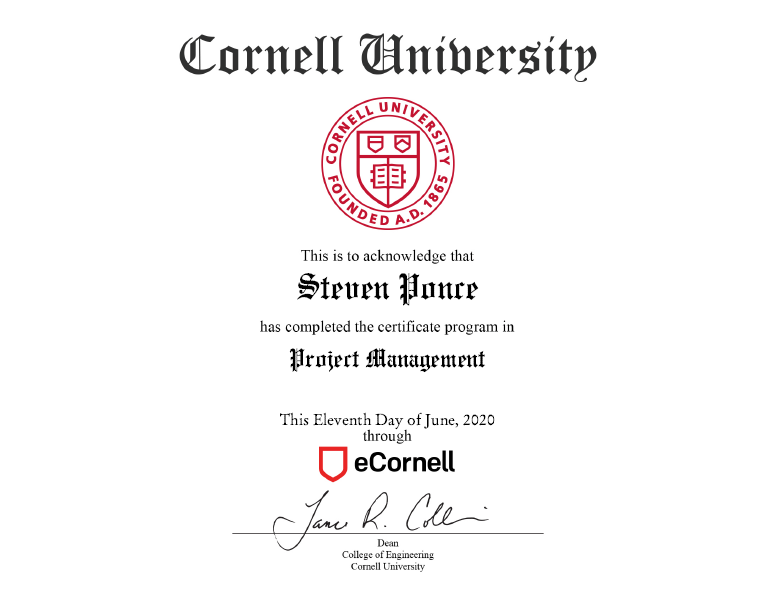 Cornell University
CORNELL UNIVERSITY
FOUNDED A.D. 1865
This is to acknowledge that
Steven Ponce
has completed the certificate program in
Project Management
This Eleventh Day of June, 2020
through
eCornell
Dean
College of Engineering
Cornell University